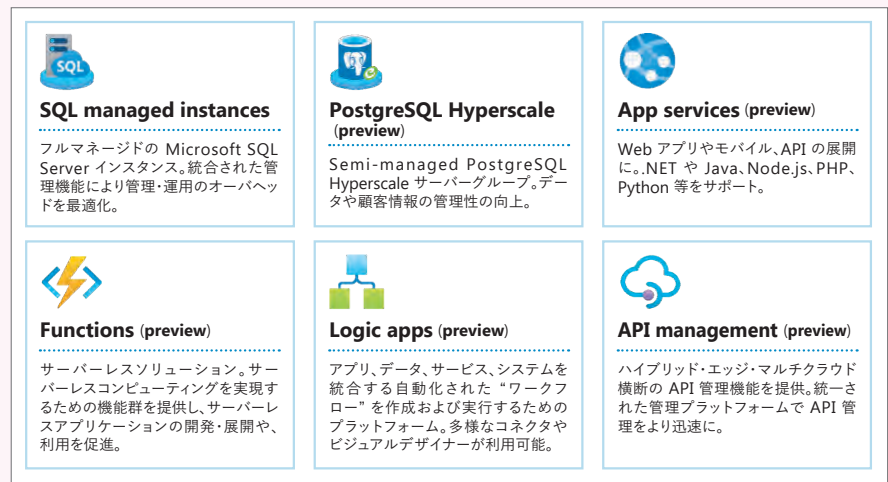 SQL
SQL managed instances
フルマネージドの Microsoft SQL
Server インスタンス。統合された管
理機能により管理・運用のオーバヘッ
ドを最適化。
PostgreSQL Hyperscale
(preview)
Semi-managed PostgreSQL
Hyperscale サーバーグループ。デー
タや顧客情報の管理性の向上。
App services (preview)
Web アプリやモバイル、API の展開
に。.NET や Java、Node.js、PHP、
Python 等をサポート。
Functions (preview)
サーバーレスソリューション。サー
バーレスコンピューティングを実現す
るための機能群を提供し、サーバーレ
スアプリケーションの開発・展開や、
利用を促進。
Logic apps (preview)
アプリ、データ、サービス、システムを
統合する自動化された “ワークフ
ロー” を作成および実行するための
プラットフォーム。多様なコネクタや
ビジュアルデザイナーが利用可能。
API management (preview)
ハイブリッド・エッジ・マルチクラウド
横断の API 管理機能を提供。統一さ
れた管理プラットフォームで API 管
理をより迅速に。